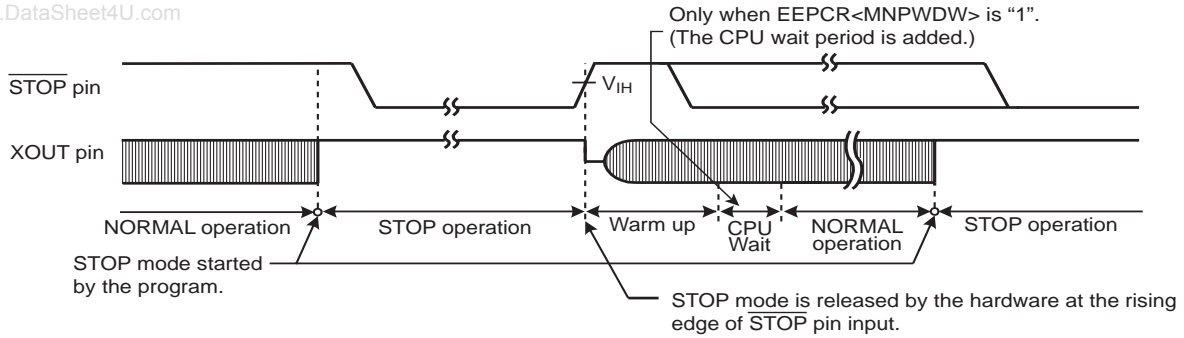 .DataSheet4U.com
Only when EEPCR<MNPWDW> is “1”.
(The CPU wait period is added.)
STOP pin
VIH
XOUT pin
NORMAL operation
STOP operation
Warm up
CPU
Wait
NORMAL
operation
STOP operation
STOP mode started
by the program.
STOP mode is released by the hardware at the rising
edge of STOP pin input.